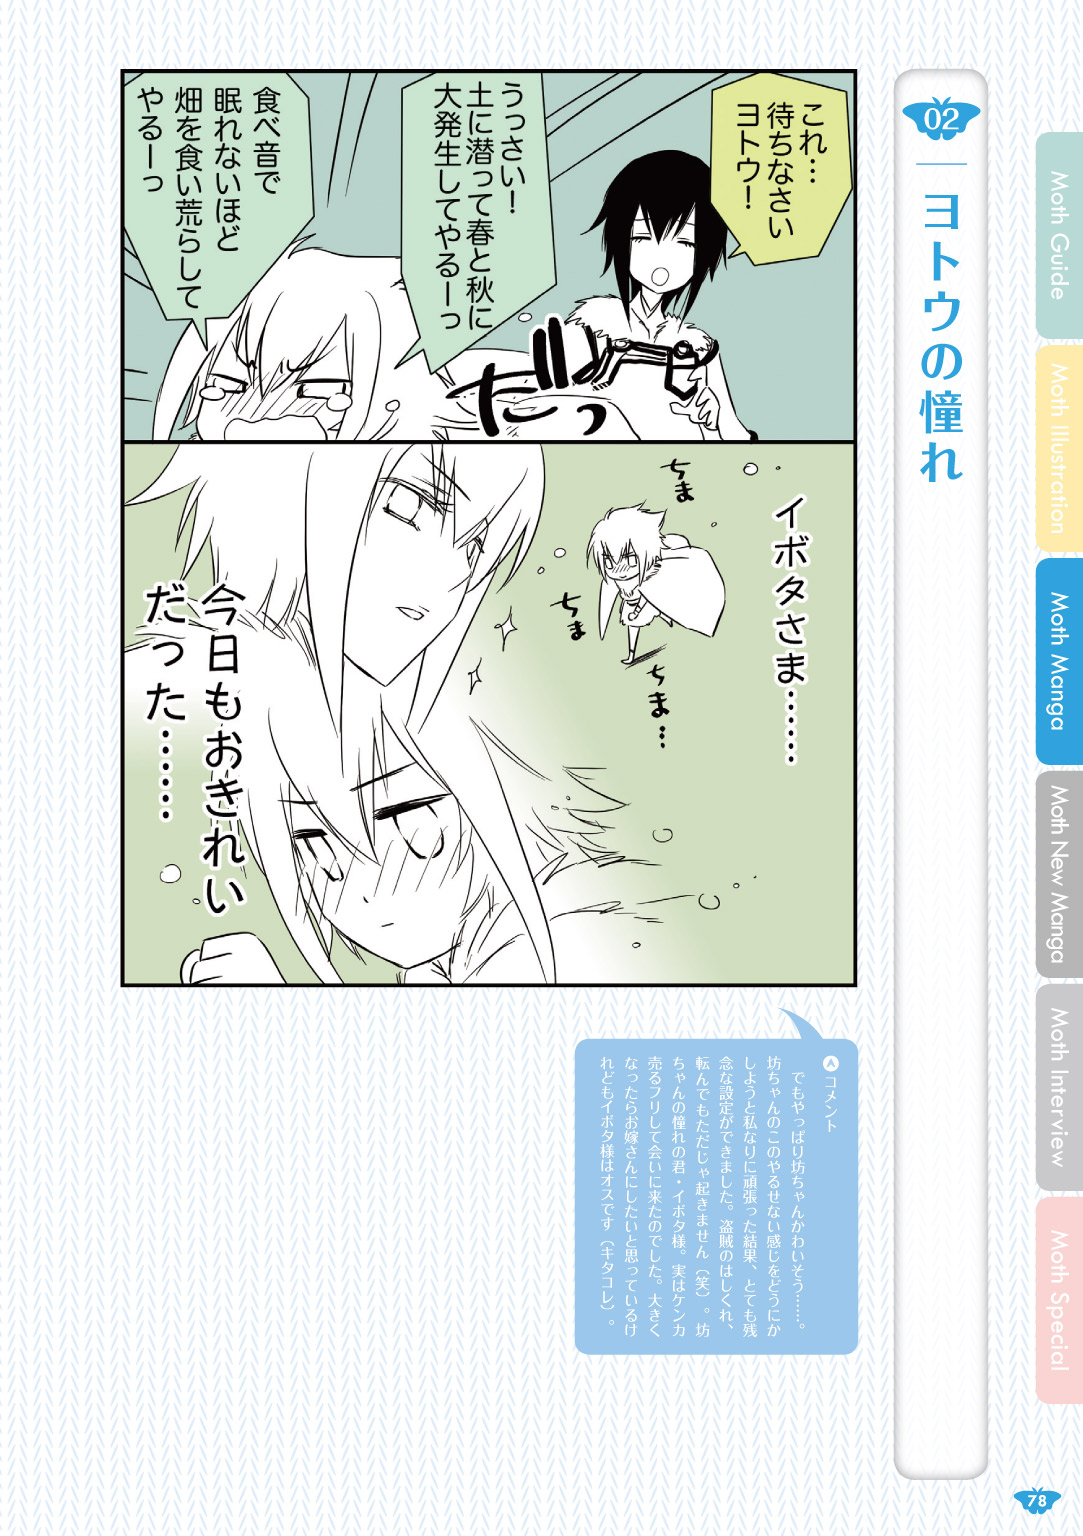 02
ヨトウの憧れ
これ…
待ちなさい
ヨトウ!
うっさい!
土に潜って春と秋に
大発生してやるーっ
食べ音で
眠れないほど
畑を食い荒らして
やるーっ
だっ
イボタさま……
ちま
ちま
ちま…
今日もおきれい
だった……
A コメント
でもやっぱり坊ちゃんかわいそう……。
坊ちゃんのこのやるせない感じをどうにか
しようと私なりに頑張った結果、とても残
念な設定ができました。盗賊のはしくれ、
転んでもただじゃ起きません（笑）。坊
ちゃんの憧れの君・イボタ様。実はケンカ
売るフリして会いに来たのでした。大きく
なったらお嫁さんにしたいと思っているけ
れどもイボタ様はオスです（キタコレ）。
Moth Guide
Moth Illustration
Moth Manga
Moth New Manga
Moth Interview
Moth Special
78